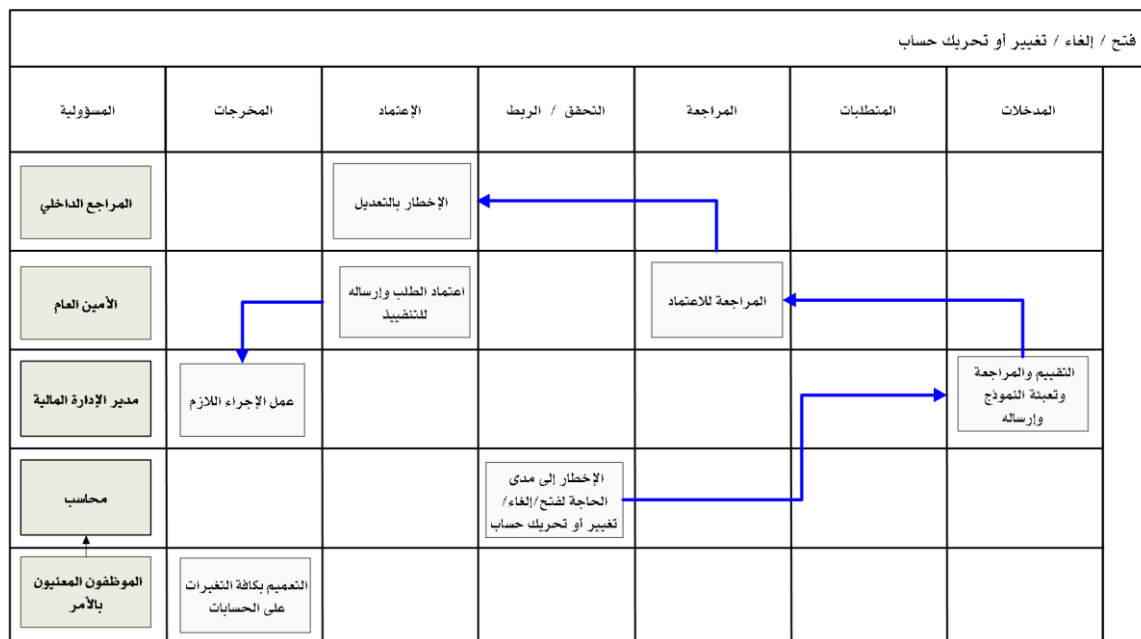 فتح / إلغاء / تغيير أو تحريك حساب
المدخلات
المتطلبات
المراجعة
التحقق / الربط
الإعتماد
المخرجات
المسؤولية
الإخطار بالتعديل
المراجع الداخلي
المراجعة للاعتماد
اعتماد الطلب وإرساله
للتنفييذ
الأمين العام
التقييم والمراجعة
وتعبئة النموذج
وإرساله
عمل الإجراء اللازم
مدير الإدارة المالية
الإخطار إلى مدى
الحاجة لفتح/إلغاء/
تغيير أو تحريك حساب
محاسب
التعميم بكافة التغيرات
على الحسابات
الموظفون المعنيون
بالأمر